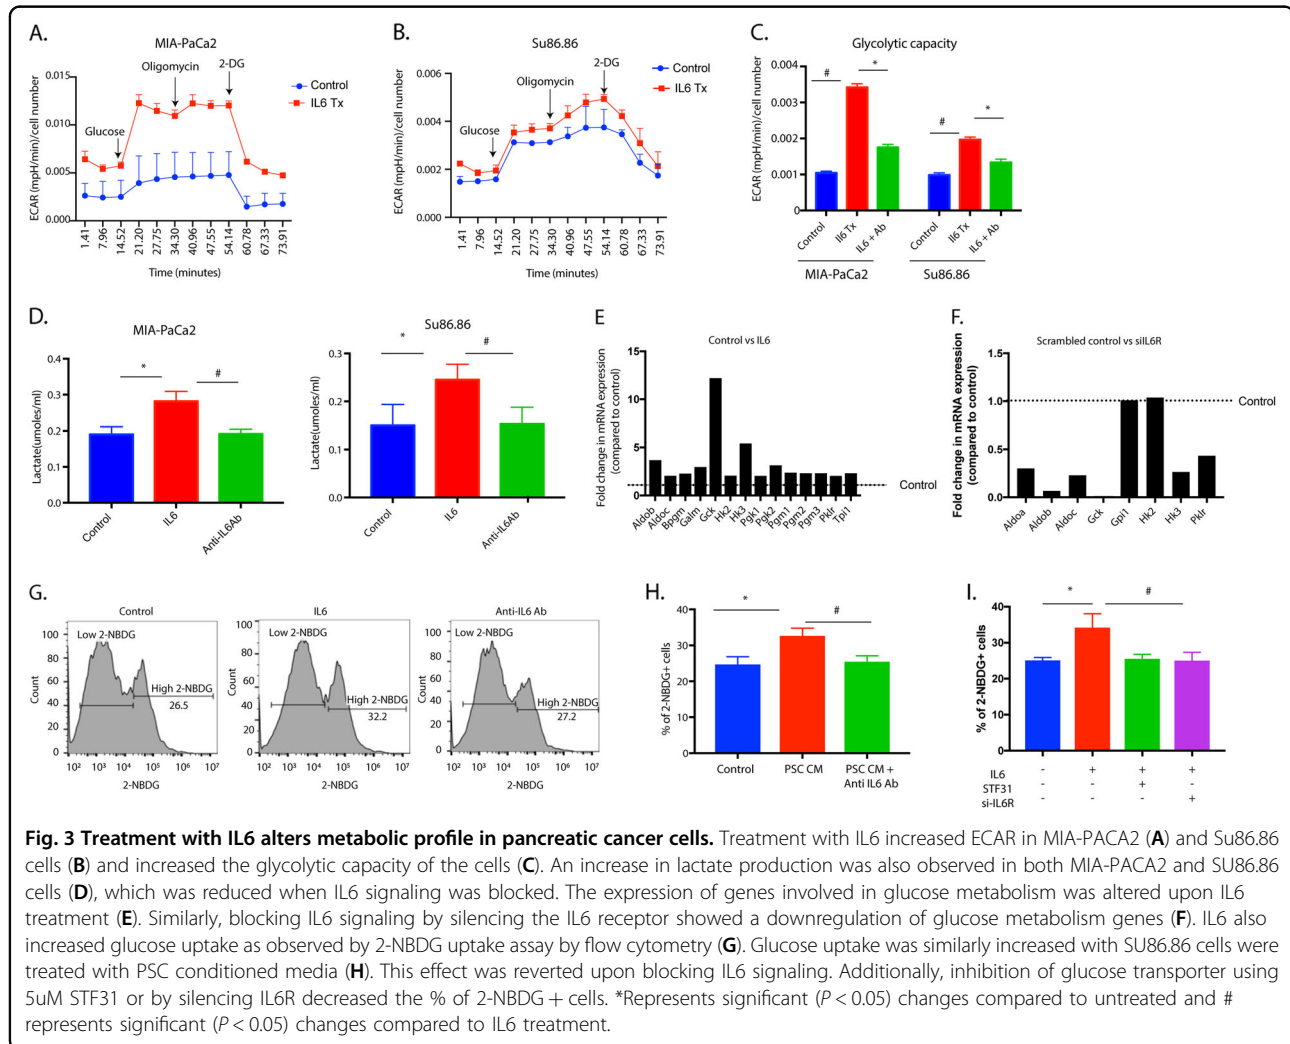 A.
MIA-PaCa2
ECAR (mpH/min)/cell number
0.015
0.010
0.005
0.000
Glucose
Oligomycin
2-DG
Control
IL6 Tx
1.41 7.96 14.52 21.20 27.75 34.30 40.96 47.55 54.14 60.78 67.33 73.91
Time (minutes)
B.
Su86.86
ECAR (mpH/min)/cell number
0.006
0.004
0.002
0.000
Glucose
Oligomycin
2-DG
Control
IL6 Tx
1.41 7.96 14.52 21.20 27.75 34.30 40.96 47.55 54.14 60.78 67.33 73.91
Time (minutes)
C.
Glycolytic capacity
ECAR (mpH/min)/cell number
0.004
0.003
0.002
0.001
0
# *
# *
Control Il6 Tx IL6 + Ab Control Il6 Tx IL6 + Ab
MIA-PaCa2 Su86.86
D.
MIA-PaCa2
Lactate(umoles/ml)
0.4
0.3
0.2
0.1
0.0
* #
Control IL6 Anti-IL6Ab
Su86.86
Lactate(umoles/ml)
0.3
0.2
0.1
0.0
* #
Control IL6 Anti-IL6Ab
E
Control vs IL6
Fold change in mRNA expression
(compared to control)
15
10
5
0
Control
Aldob Aldoc Bpgm Galm Gck Hk2 Hk3 Pgk1 Pgk2 Pgm1 Pgm2 Pgm3 Pklr Tpi1
F.
Scrambled control vs siIL6R
Fold change in mRNA expression
(compared to control)
1.5
1.0
0.5
0.0
Control
Aldoa Aldob Aldoc Gck Gpi1 Hk2 Hk3 Pklr
G.
Control
Count
100
80
60
40
20
0
Low 2-NBDG
High 2-NBDG
26.5
10² 10³ 10⁴ 10⁵ 10⁶ 10⁷
2-NBDG
IL6
Low 2-NBDG
High 2-NBDG
32.2
10² 10³ 10⁴ 10⁵ 10⁶ 10⁷
2-NBDG
Anti-IL6 Ab
Count
100
80
60
40
20
0
Low 2-NBDG
High 2-NBDG
27.2
10² 10³ 10⁴ 10⁵ 10⁶ 10⁷
2-NBDG
H.
% of 2-NBDG+ cells
40
30
20
10
0
* #
Control PSC CM PSC CM +
Anti IL6 Ab
I.
% of 2-NBDG+ cells
40
30
20
10
0
* #
IL6 - + + +
STF31 - - + -
si-IL6R - - - +
Fig. 3 Treatment with IL6 alters metabolic profile in pancreatic cancer cells. Treatment with IL6 increased ECAR in MIA-PACA2 (A) and Su86.86
cells (B) and increased the glycolytic capacity of the cells (C). An increase in lactate production was also observed in both MIA-PACA2 and SU86.86
cells (D), which was reduced when IL6 signaling was blocked. The expression of genes involved in glucose metabolism was altered upon IL6
treatment (E). Similarly, blocking IL6 signaling by silencing the IL6 receptor showed a downregulation of glucose metabolism genes (F). IL6 also
increased glucose uptake as observed by 2-NBDG uptake assay by flow cytometry (G). Glucose uptake was similarly increased with SU86.86 cells were
treated with PSC conditioned media (H). This effect was reverted upon blocking IL6 signaling. Additionally, inhibition of glucose transporter using
5uM STF31 or by silencing IL6R decreased the % of 2-NBDG + cells. *Represents significant (P < 0.05) changes compared to untreated and #
represents significant (P < 0.05) changes compared to IL6 treatment.